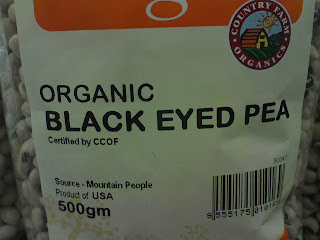 g
COUNTRY FARM
ORGANICS
ORGANIC
BLACK EYED PEA
Certified by CCOF
Source - Mountain People
Product of USA
500gm